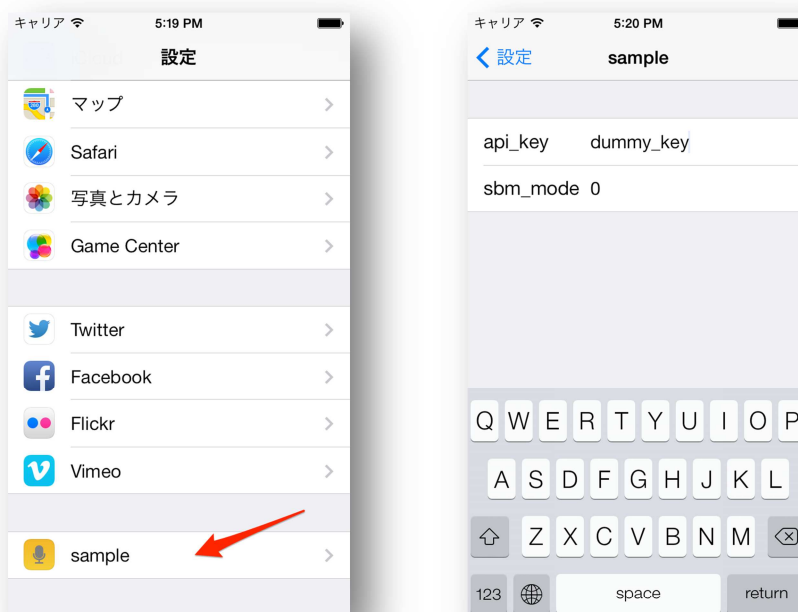 キャリア 5:19 PM
設定
マップ
Safari
写真とカメラ
Game Center
Twitter
Facebook
Flickr
Vimeo
sample
キャリア 5:20 PM
設定 sample
api_key dummy_key
sbm_mode 0
Q W E R T Y U I O P
A S D F G H J K L
Z X C V B N M
123 space return